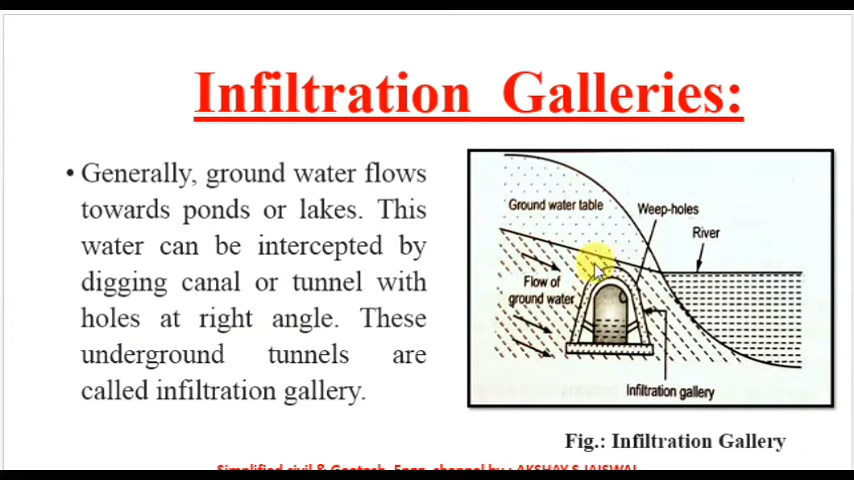 Infiltration Galleries:
• Generally, ground water flows
towards ponds or lakes. This
water can be intercepted by
digging canal or tunnel with
holes at right angle. These
underground tunnels are
called infiltration gallery.
Ground water table
Weep-holes
River
Flow of
ground water
Infiltration gallery
Fig.: Infiltration Gallery
Simplified civil & Geotech. Engg. channel by : AKSHAY S JAISWAL